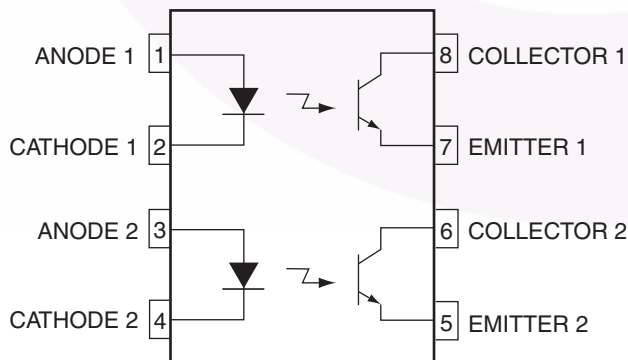 ANODE 1 1 8 COLLECTOR 1
CATHODE 1 2 7 EMITTER 1
ANODE 2 3 6 COLLECTOR 2
CATHODE 2 4 5 EMITTER 2